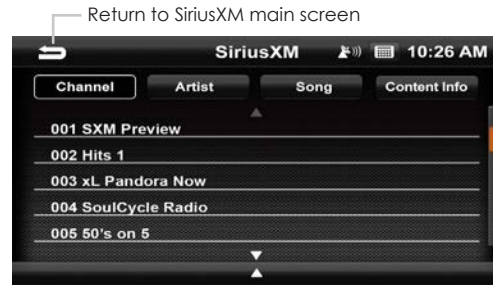 Return to SiriusXM main screen
SiriusXM 10:26 AM
Channel Artist Song Content Info
001 SXM Preview
002 Hits 1
003 xL Pandora Now
004 SoulCycle Radio
005 50's on 5